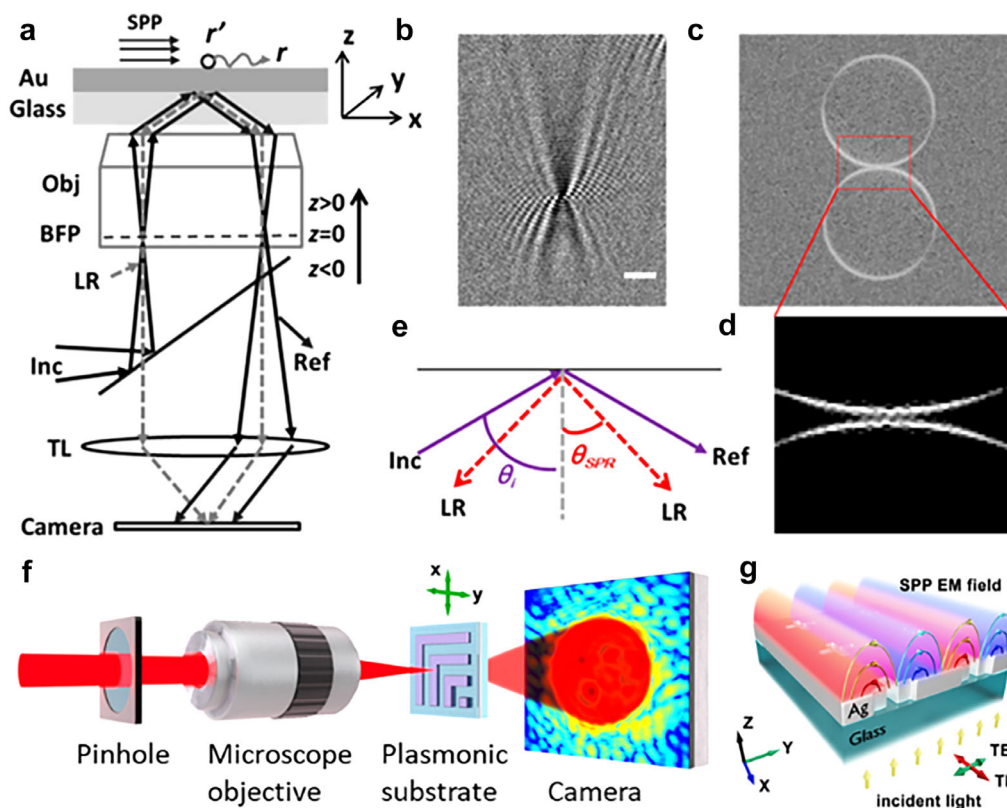 a
SPP
r'
r
z
y
x
Au
Glass
Obj
BFP
LR
z>0
z=0
z<0
Inc
Ref
TL
Camera
b
c
d
e
Inc
θi
θSPR
Ref
LR
LR
f
x
y
Pinhole
Microscope
objective
Plasmonic
substrate
Camera
g
SPP EM field
Ag
Glass
Z
Y
X
incident light